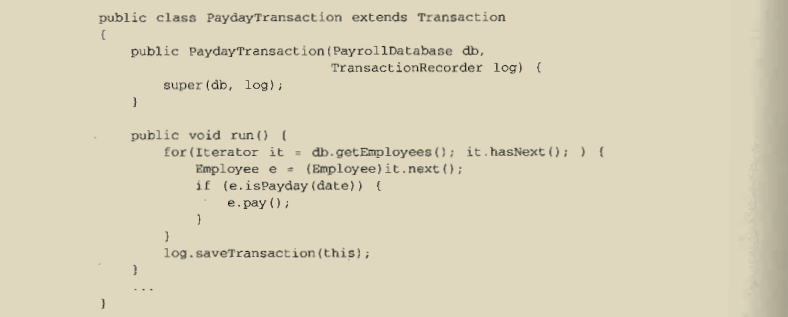 public class PaydayTransaction extends Transaction
{
    public PaydayTransaction(PayrollDatabase db,
                             TransactionRecorder log) {
        super(db, log);
    }

    public void run() {
        for(Iterator it = db.getEmployees(); it.hasNext(); ) {
            Employee e = (Employee)it.next();
            if (e.isPayday(date)) {
                e.pay();
            }
        }
        log.saveTransaction(this);
    }
    ...
}